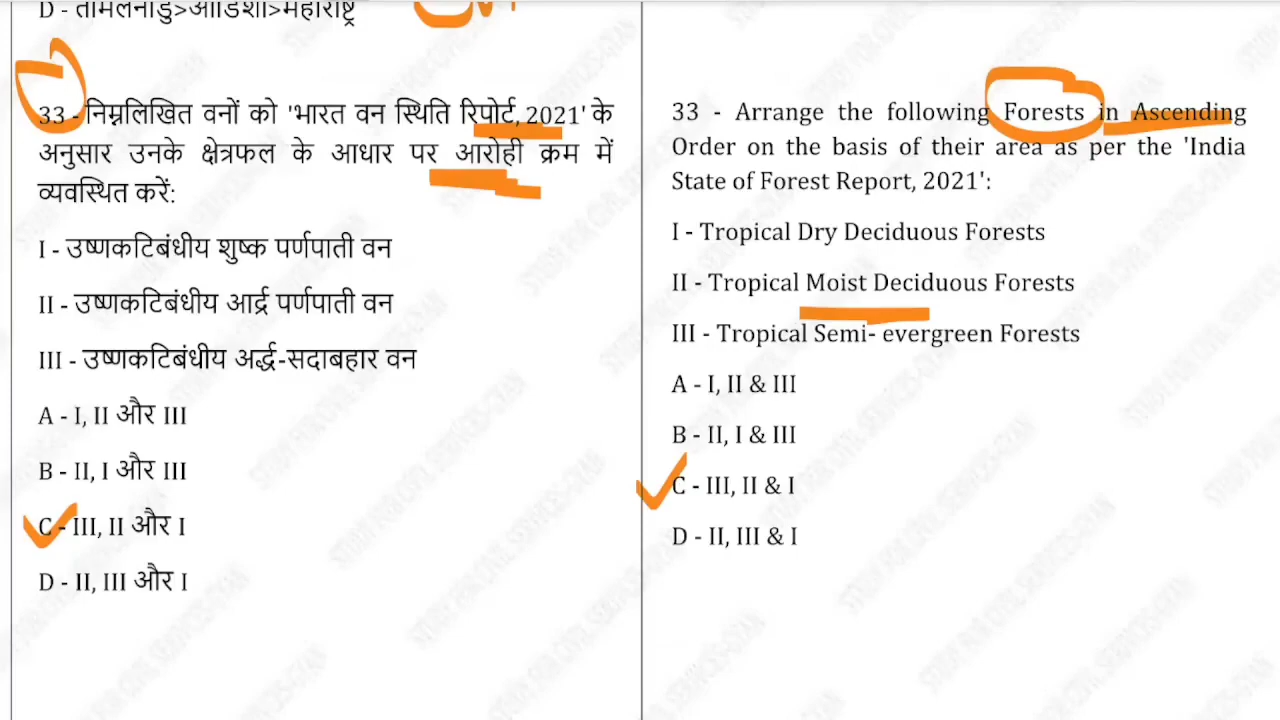 D - तामिलनाडु>ओडिशा>महाराष्ट्र
33 - निम्नलिखित वनों को 'भारत वन स्थिति रिपोर्ट, 2021' के
अनुसार उनके क्षेत्रफल के आधार पर आरोही क्रम में
व्यवस्थित करें:
I - उष्णकटिबंधीय शुष्क पर्णपाती वन
II - उष्णकटिबंधीय आर्द्र पर्णपाती वन
III - उष्णकटिबंधीय अर्द्ध-सदाबहार वन
A - I, II और III
B - II, I और III
C - III, II और I
D - II, III और I
33 - Arrange the following Forests in Ascending
Order on the basis of their area as per the 'India
State of Forest Report, 2021':
I - Tropical Dry Deciduous Forests
II - Tropical Moist Deciduous Forests
III - Tropical Semi- evergreen Forests
A - I, II & III
B - II, I & III
C - III, II & I
D - II, III & I